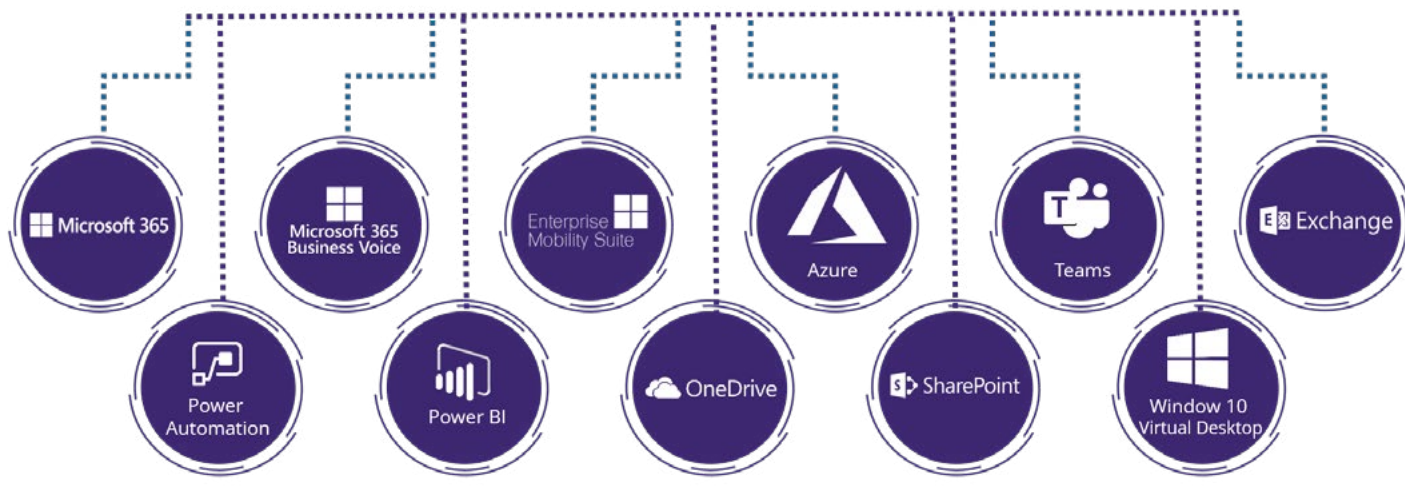 Microsoft 365
Microsoft 365
Business Voice
Enterprise
Mobility Suite
Azure
T
Teams
E
Exchange
Power
Automation
Power BI
OneDrive
S
SharePoint
Window 10
Virtual Desktop